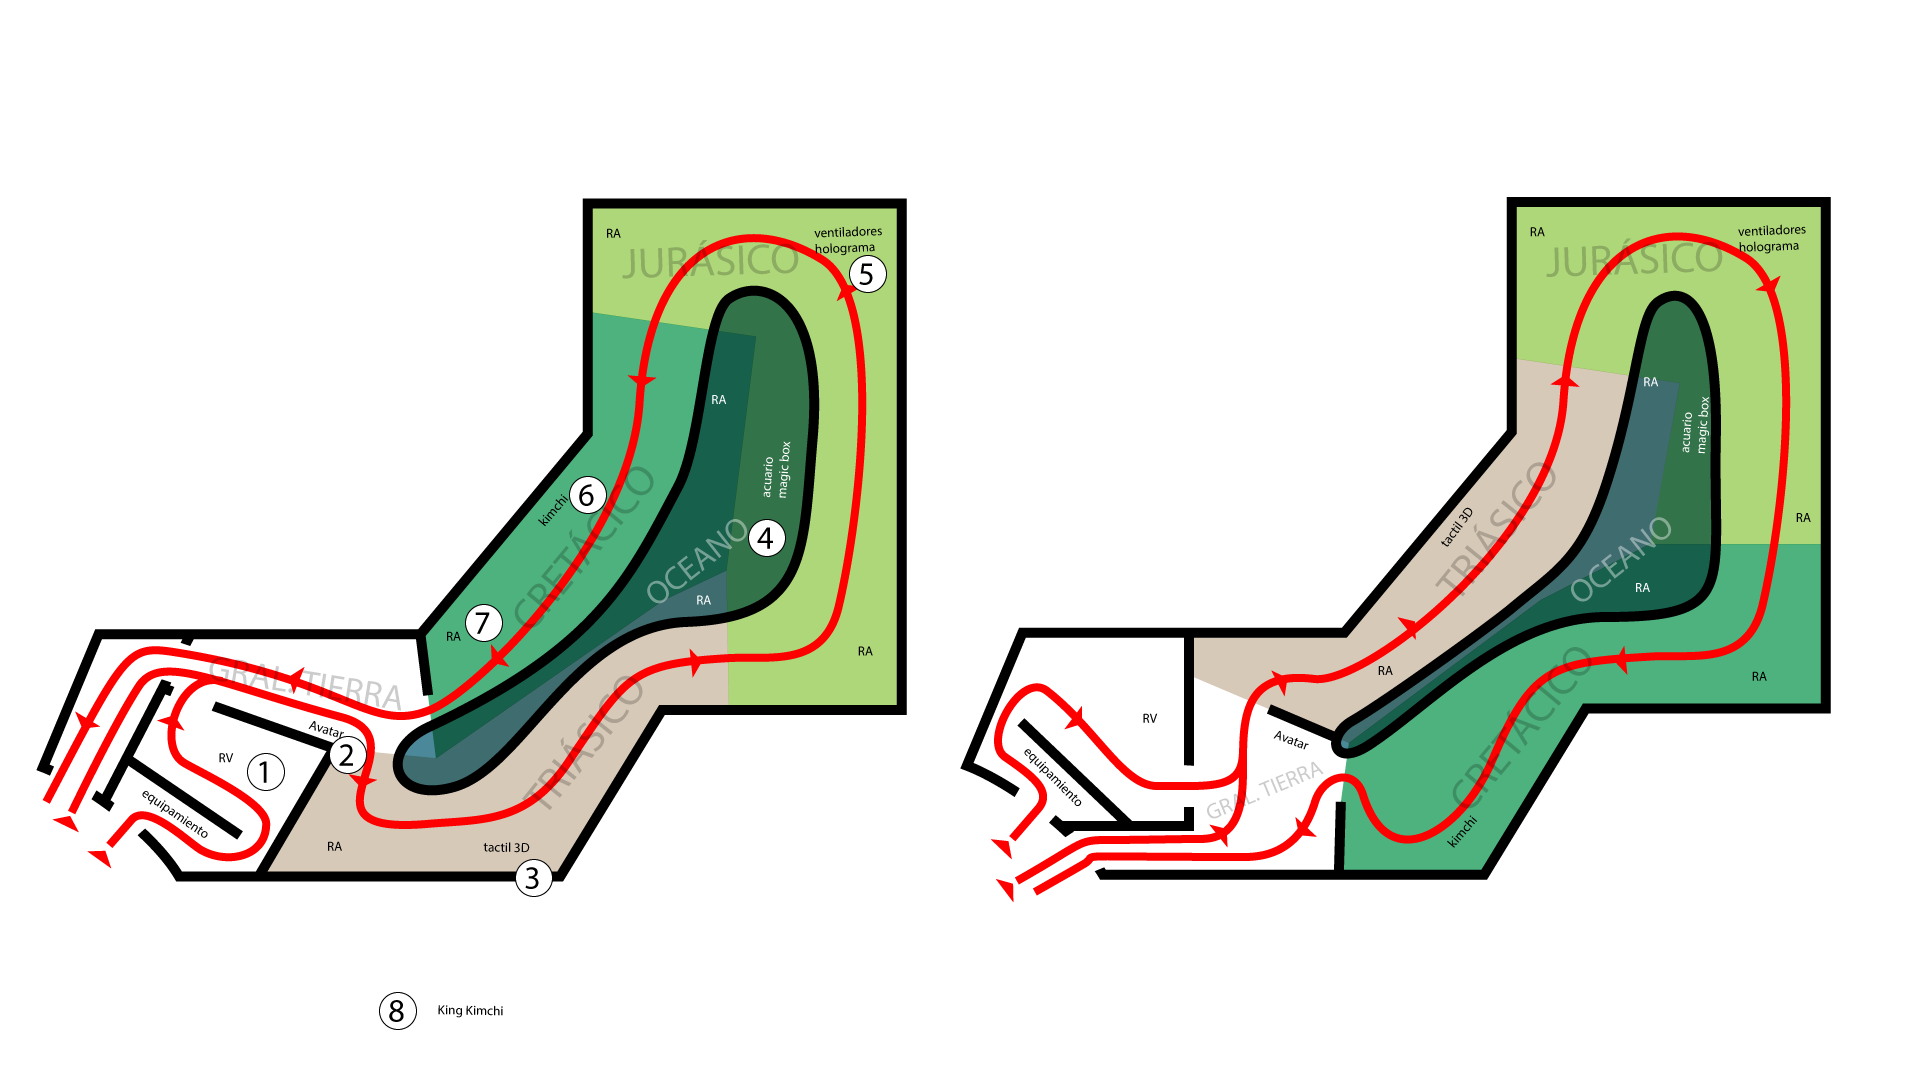 RA
JURÁSICO
ventiladores
holograma
5
RA
kimchi
6
CRETÁCICO
acuario
magic box
OCEANO
4
RA
7
RA
RA
GRAL. TIERRA
Avatar
2
RV
1
equipamiento
TRIÁSICO
RA
tactil 3D
3
8
King Kimchi
RA
JURÁSICO
ventiladores
holograma
RA
acuario
magic box
tactil 3D
TRIÁSICO
OCEANO
RA
RA
RA
RA
RV
Avatar
equipamiento
GRAL. TIERRA
CRETÁCICO
kimchi